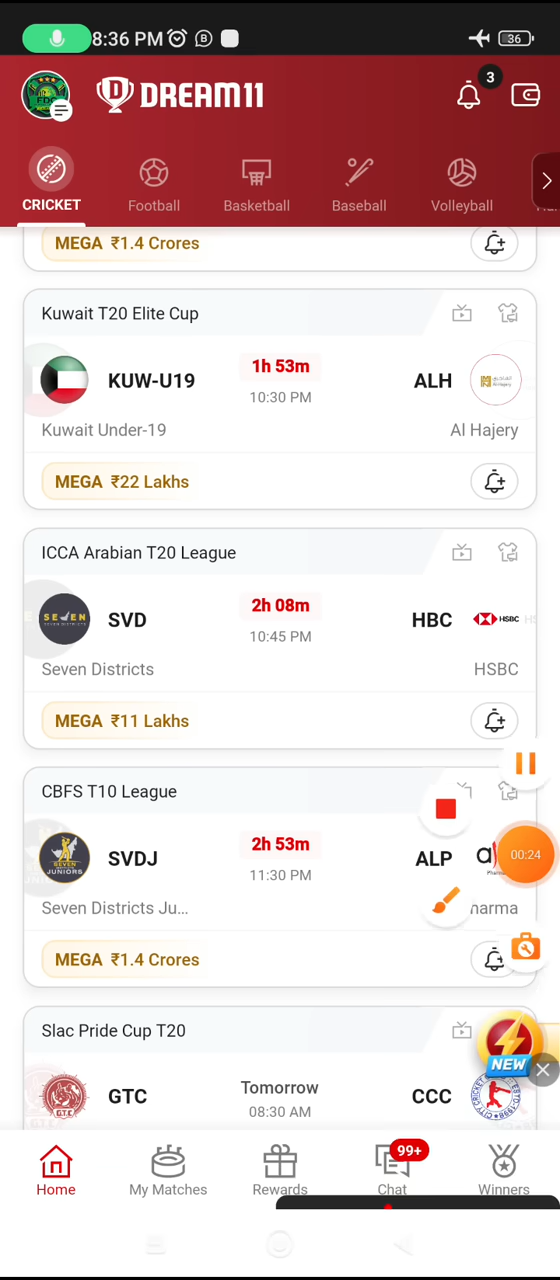 8:36 PM
36
DREAM11
3
CRICKET
Football
Basketball
Baseball
Volleyball
MEGA ₹1.4 Crores
Kuwait T20 Elite Cup
KUW-U19
1h 53m
10:30 PM
ALH
Kuwait Under-19
Al Hajery
MEGA ₹22 Lakhs
ICCA Arabian T20 League
SEVEN
SVD
2h 08m
10:45 PM
HBC
HSBC
Seven Districts
HSBC
MEGA ₹11 Lakhs
CBFS T10 League
JUNIORS
SVDJ
2h 53m
11:30 PM
ALP
00:24
Seven Districts Ju...
MEGA ₹1.4 Crores
Slac Pride Cup T20
NEW
GTC
Tomorrow
08:30 AM
CCC
Home
My Matches
Rewards
99+
Chat
Winners